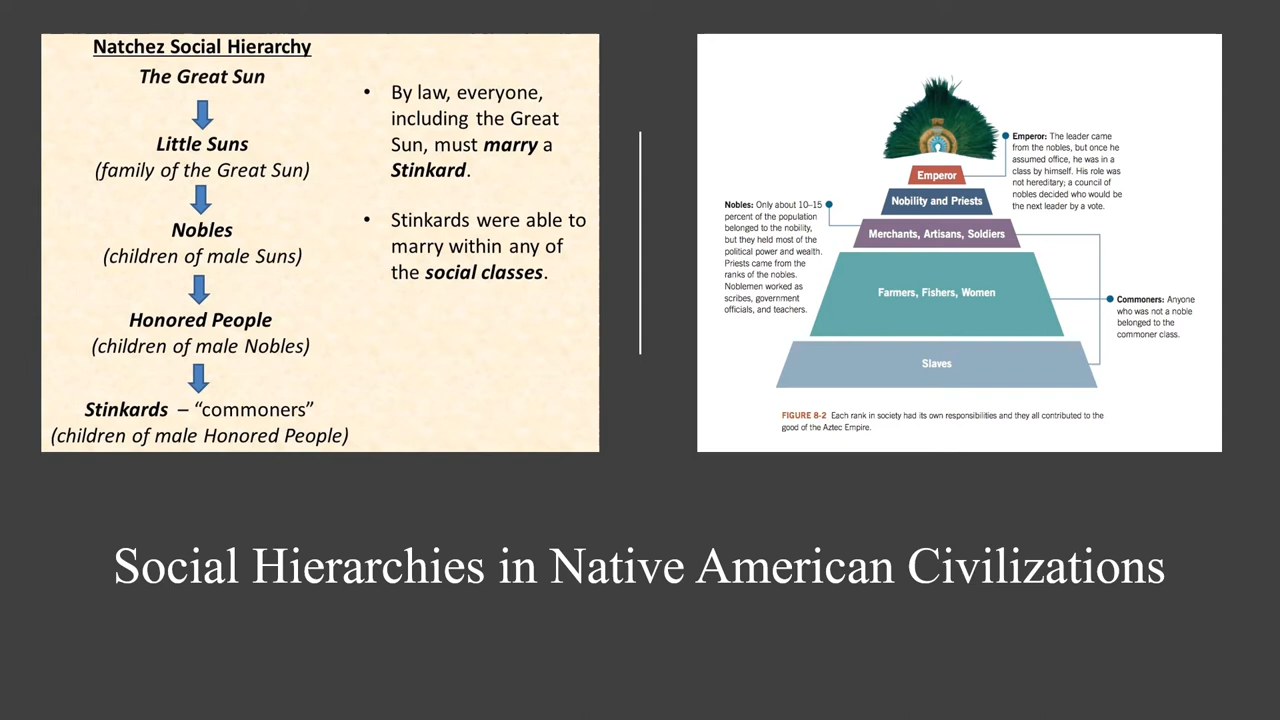 Natchez Social Hierarchy
The Great Sun
Little Suns
(family of the Great Sun)
Nobles
(children of male Suns)
Honored People
(children of male Nobles)
Stinkards – “commoners”
(children of male Honored People)
• By law, everyone,
including the Great
Sun, must marry a
Stinkard.
• Stinkards were able to
marry within any of
the social classes.
Emperor: The leader came
from the nobles, but once he
assumed office, he was in a
class by himself. His role was
not hereditary; a council of
nobles decided who would be
the next leader by a vote.
Nobles: Only about 10–15
percent of the population
belonged to the nobility,
but they held most of the
political power and wealth.
Priests came from the
ranks of the nobles.
Noblemen worked as
scribes, government
officials, and teachers.
Emperor
Nobility and Priests
Merchants, Artisans, Soldiers
Farmers, Fishers, Women
Slaves
Commoners: Anyone
who was not a noble
belonged to the
commoner class.
FIGURE 8-2 Each rank in society had its own responsibilities and they all contributed to the
good of the Aztec Empire.
Social Hierarchies in Native American Civilizations